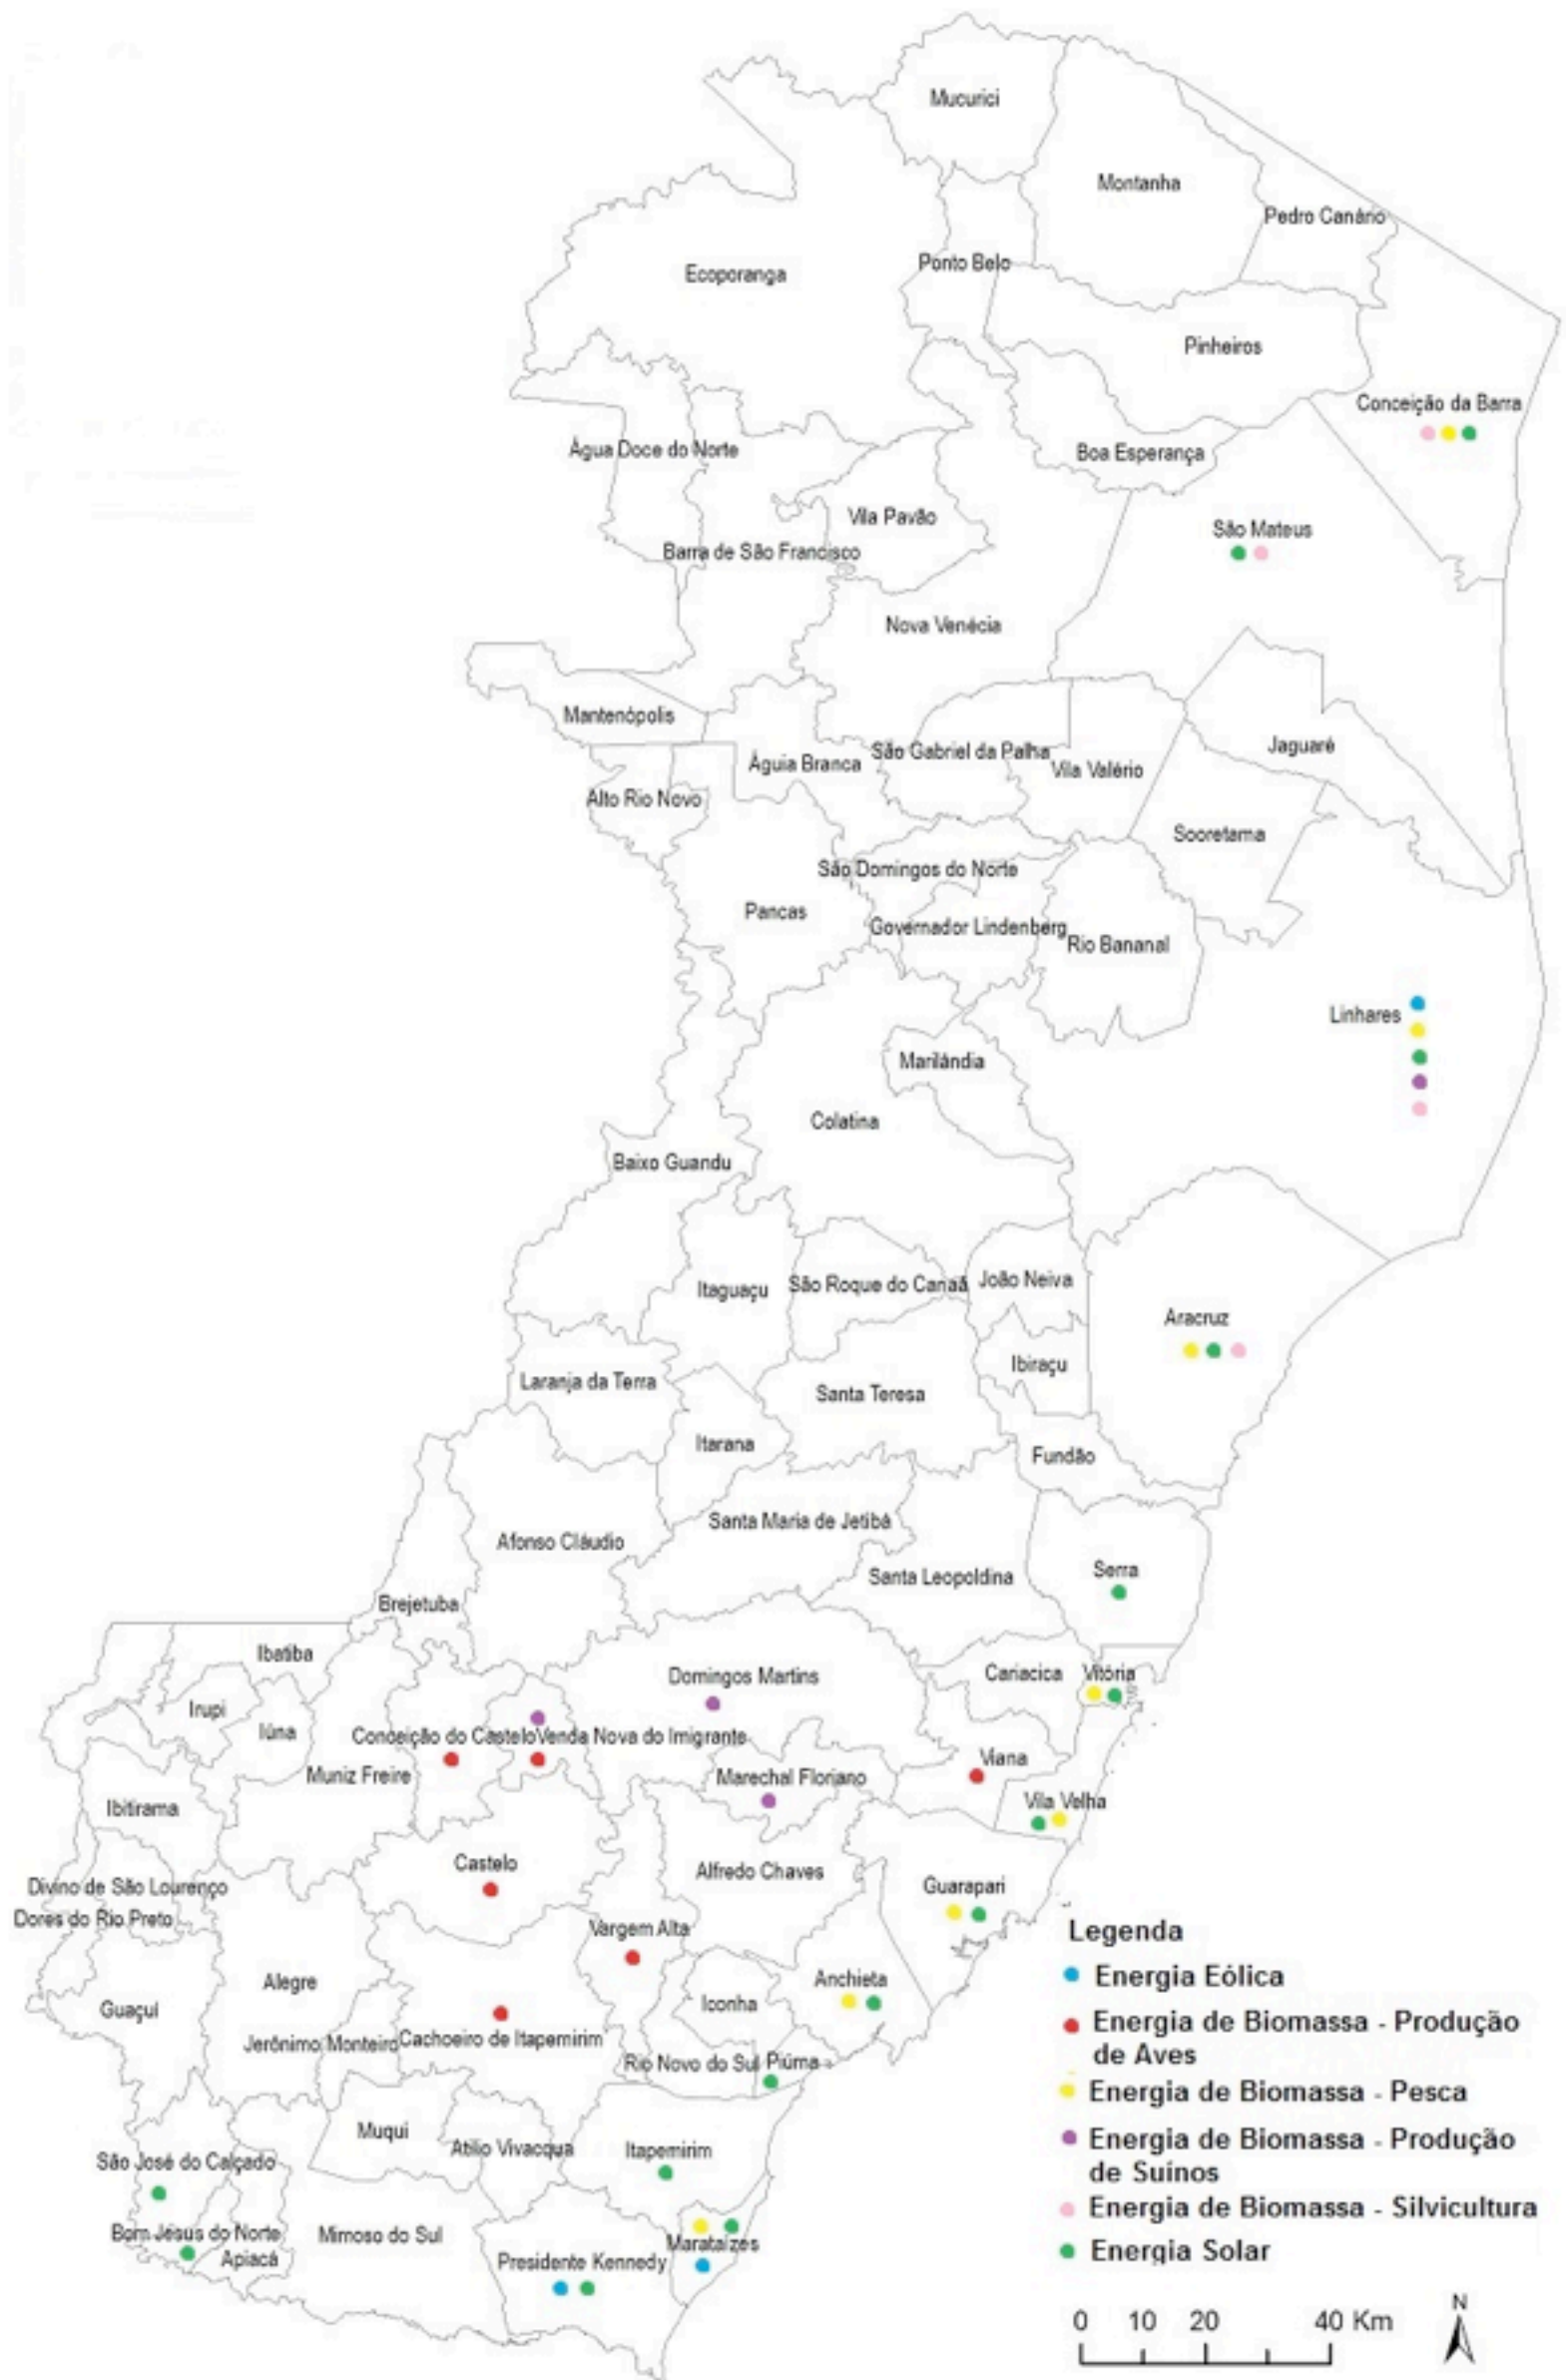 Mucurici
Montanha
Pedro Canário
Ponto Belo
Ecoporanga
Pinheiros
Conceição da Barra
Água Doce do Norte
Boa Esperança
Vila Pavão
São Mateus
Barra de São Francisco
Nova Venécia
Mantenópolis
Jaguaré
São Gabriel da Palha
Águia Branca
Vila Valério
Alto Rio Novo
Sooretama
São Domingos do Norte
Pancas
Governador Lindenberg
Rio Bananal
Linhares
Marilândia
Colatina
Baixo Guandu
João Neiva
São Roque do Canaã
Itaguaçu
Aracruz
Ibiraçu
Laranja da Terra
Santa Teresa
Itarana
Fundão
Santa Maria de Jetibá
Afonso Cláudio
Serra
Santa Leopoldina
Brejetuba
Ibatiba
Cariacica
Vitória
Domingos Martins
Irupi
Iúna
Conceição do Castelo
Venda Nova do Imigrante
Viana
Muniz Freire
Marechal Floriano
Vila Velha
Ibitirama
Castelo
Alfredo Chaves
Guarapari
Divino de São Lourenço
Dores do Rio Preto
Vargem Alta
Anchieta
Alegre
Iconha
Guaçuí
Jerônimo Monteiro
Cachoeiro de Itapemirim
Rio Novo do Sul
Piúma
Muqui
Atilio Vivacqua
Itapemirim
São José do Calçado
Bom Jesus do Norte
Mimoso do Sul
Marataízes
Apiacá
Presidente Kennedy
Legenda
Energia Eólica
Energia de Biomassa - Produção
de Aves
Energia de Biomassa - Pesca
Energia de Biomassa - Produção
de Suínos
Energia de Biomassa - Silvicultura
Energia Solar
N
0 10 20 40 Km